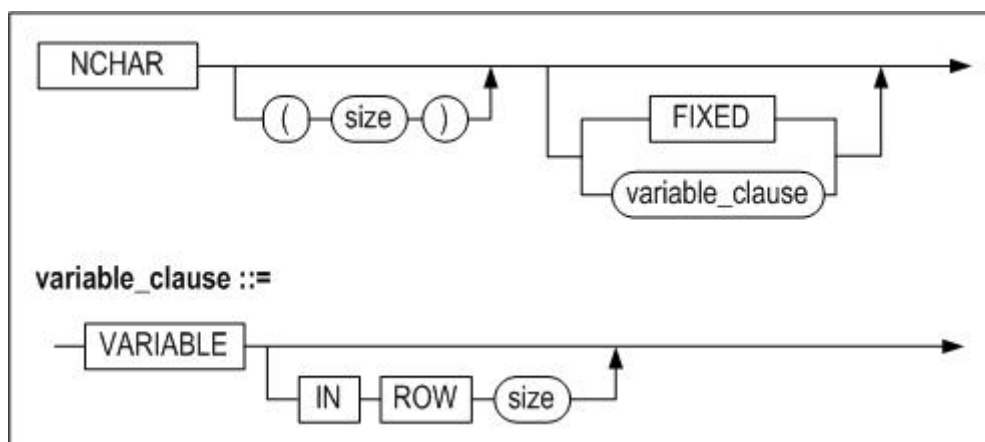 NCHAR
( size )
FIXED
variable_clause
variable_clause ::=
VARIABLE
IN ROW size